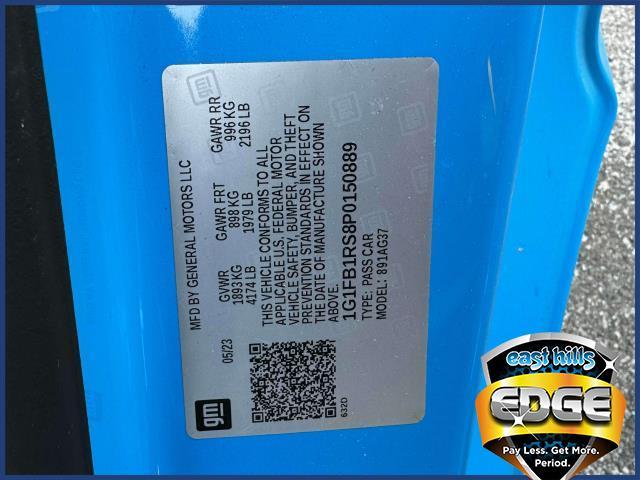 MFD BY GENERAL MOTORS LLC
05/23
GVWR GAWR FRT GAWR RR
1893 KG 898 KG 996 KG
4174 LB 1979 LB 2196 LB
THIS VEHICLE CONFORMS TO ALL
APPLICABLE U.S. FEDERAL MOTOR
VEHICLE SAFETY, BUMPER, AND THEFT
PREVENTION STANDARDS IN EFFECT ON
THE DATE OF MANUFACTURE SHOWN
ABOVE.
1G1FB1RS8P0150889
TYPE: PASS CAR
MODEL: 891AG37
gm
632D
east hills
EDGE
Pay Less. Get More.
Period.